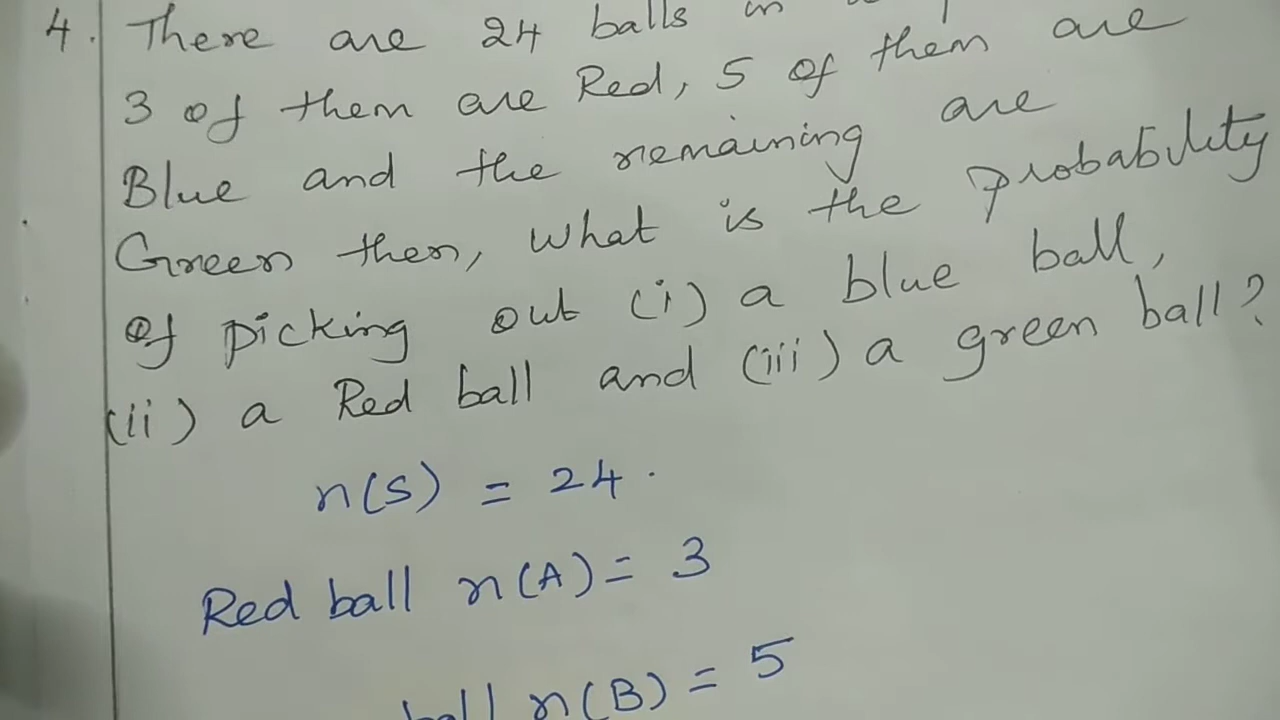 4. There are 24 balls in a
3 of them are Red, 5 of them are
Blue and the remaining are
Green then, what is the probability
of picking out (i) a blue ball,
(ii) a Red ball and (iii) a green ball?
n(S) = 24.
Red ball n(A) = 3
ball n(B) = 5